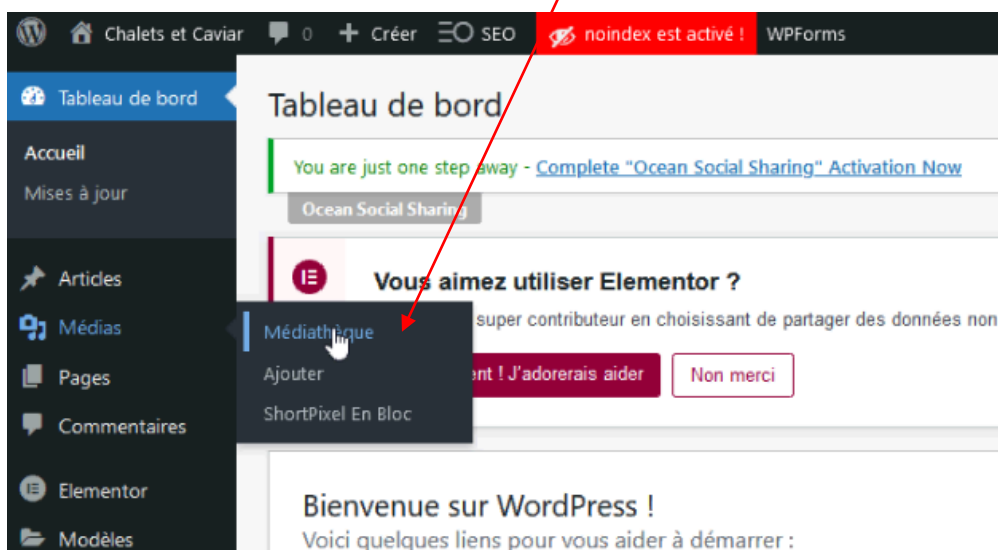 Chalets et Caviar 0 + Créer SEO noindex est activé ! WPForms
Tableau de bord
Accueil
Mises à jour
Articles
Médias
Pages
Commentaires
Elementor
Modèles
Médiathèque
Ajouter
ShortPixel En Bloc
Tableau de bord
You are just one step away - Complete "Ocean Social Sharing" Activation Now
Ocean Social Sharing
Vous aimez utiliser Elementor ?
super contributeur en choisissant de partager des données non
! J'adorerais aider Non merci
Bienvenue sur WordPress !
Voici quelques liens pour vous aider à démarrer :